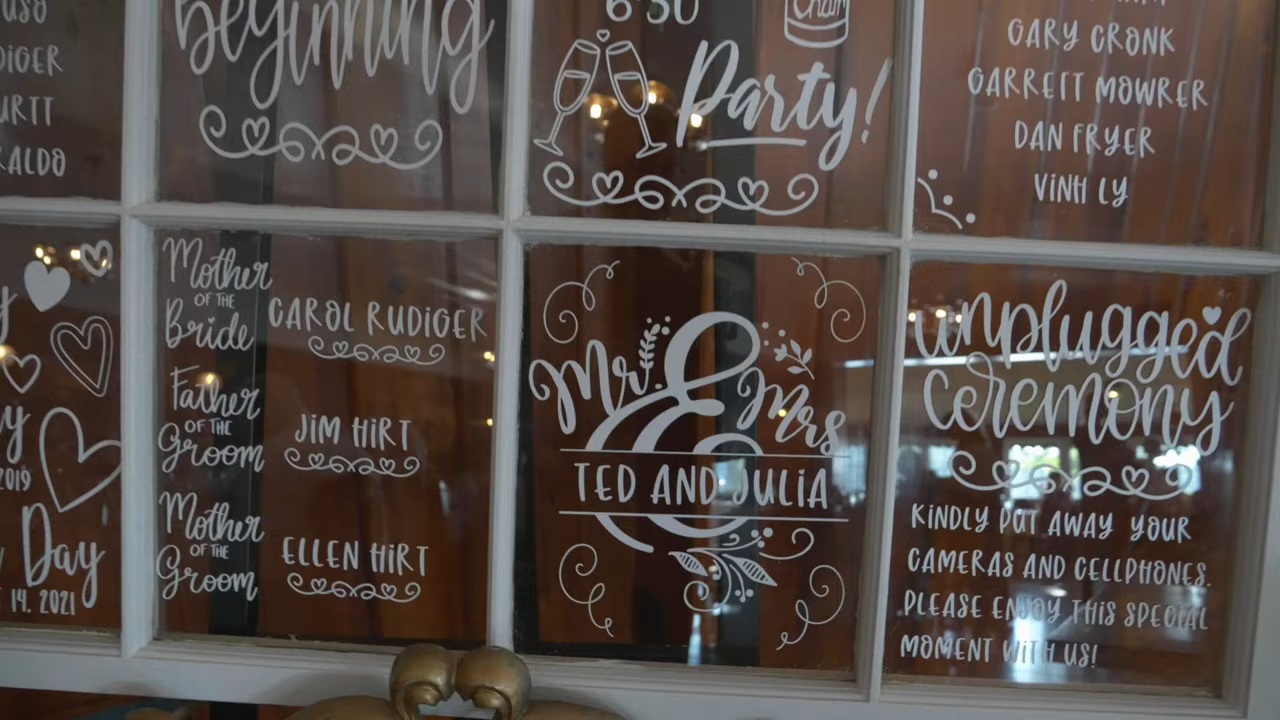 beginning
6:30
Party!
GARY CRONK
GARRETT MOWRER
DAN FRYER
VINH LY
2019
Day
14. 2021
Mother
OF THE
Bride
CAROL RUDIGER
Father
OF THE
Groom
JIM HIRT
Mother
OF THE
Groom
ELLEN HIRT
Mr & Mrs
TED AND JULIA
unplugged
ceremony
KINDLY PUT AWAY YOUR
CAMERAS AND CELLPHONES.
PLEASE ENJOY THIS SPECIAL
MOMENT WITH US!